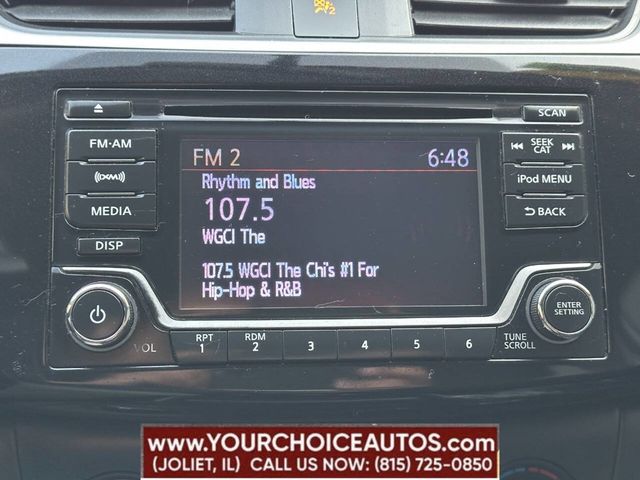 SCAN
FM·AM
SEEK
CAT
XM
iPod MENU
MEDIA
BACK
DISP
FM 2
6:48
Rhythm and Blues
107.5
WGCI The
107.5 WGCI The Chi's #1 For
Hip-Hop & R&B
ENTER
SETTING
VOL
RPT
1
RDM
2
3
4
5
6
TUNE
SCROLL
WWW.YOURCHOICEAUTOS.COM
(JOLIET, IL) CALL US NOW: (815) 725-0850